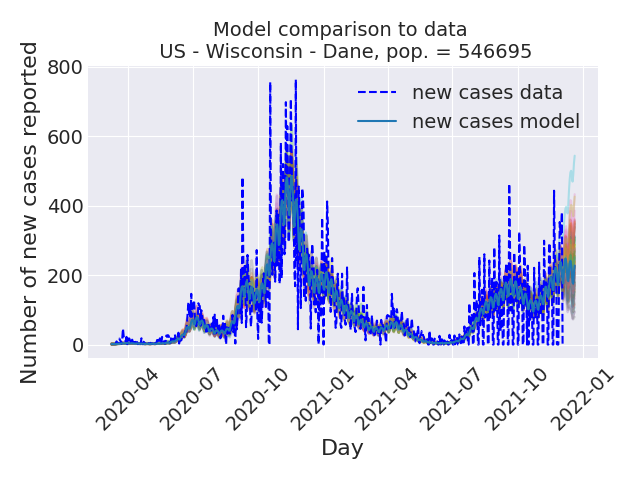 Model comparison to data
US - Wisconsin - Dane, pop. = 546695
Number of new cases reported
800
600
400
200
0
new cases data
new cases model
2020-04
2020-07
2020-10
2021-01
2021-04
2021-07
2021-10
2022-01
Day